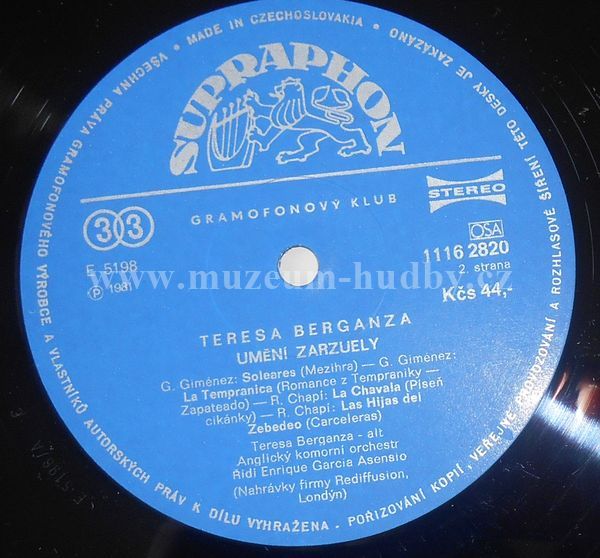 VŠECHNA PRÁVA GRAMOFONOVÉHO VÝROBCE A VLASTNÍKŮ AUTORSKÝCH PRÁV K DÍLU VYHRAŽENA - POŘIZOVÁNÍ KOPIÍ, VEŘEJNÉ PROVOZOVÁNÍ A ROZHLASOVÉ ŠÍŘENÍ TÉTO DESKY JE ZAKÁZÁNO • MADE IN CZECHOSLOVAKIA •
SUPRAPHON
GRAMOFONOVÝ KLUB
33
STEREO
OSA
E 5198
Ⓟ 1981
1116 2820
2. strana
Kčs 44,-
www.muzeum-hudby.cz
TERESA BERGANZA
UMĚNÍ ZARZUELY
G. Giménez: Soleares (Mezihra) — G. Giménez:
La Tempranica (Romance z Tempraniky —
Zapateado) — R. Chapí: La Chavala (Píseň
cikánky) — R. Chapí: Las Hijas del
Zebedeo (Carceleras)
Teresa Berganza - alt
Anglický komorní orchestr
Řídí Enrique García Asensio
(Nahrávky firmy Rediffusion,
Londýn)